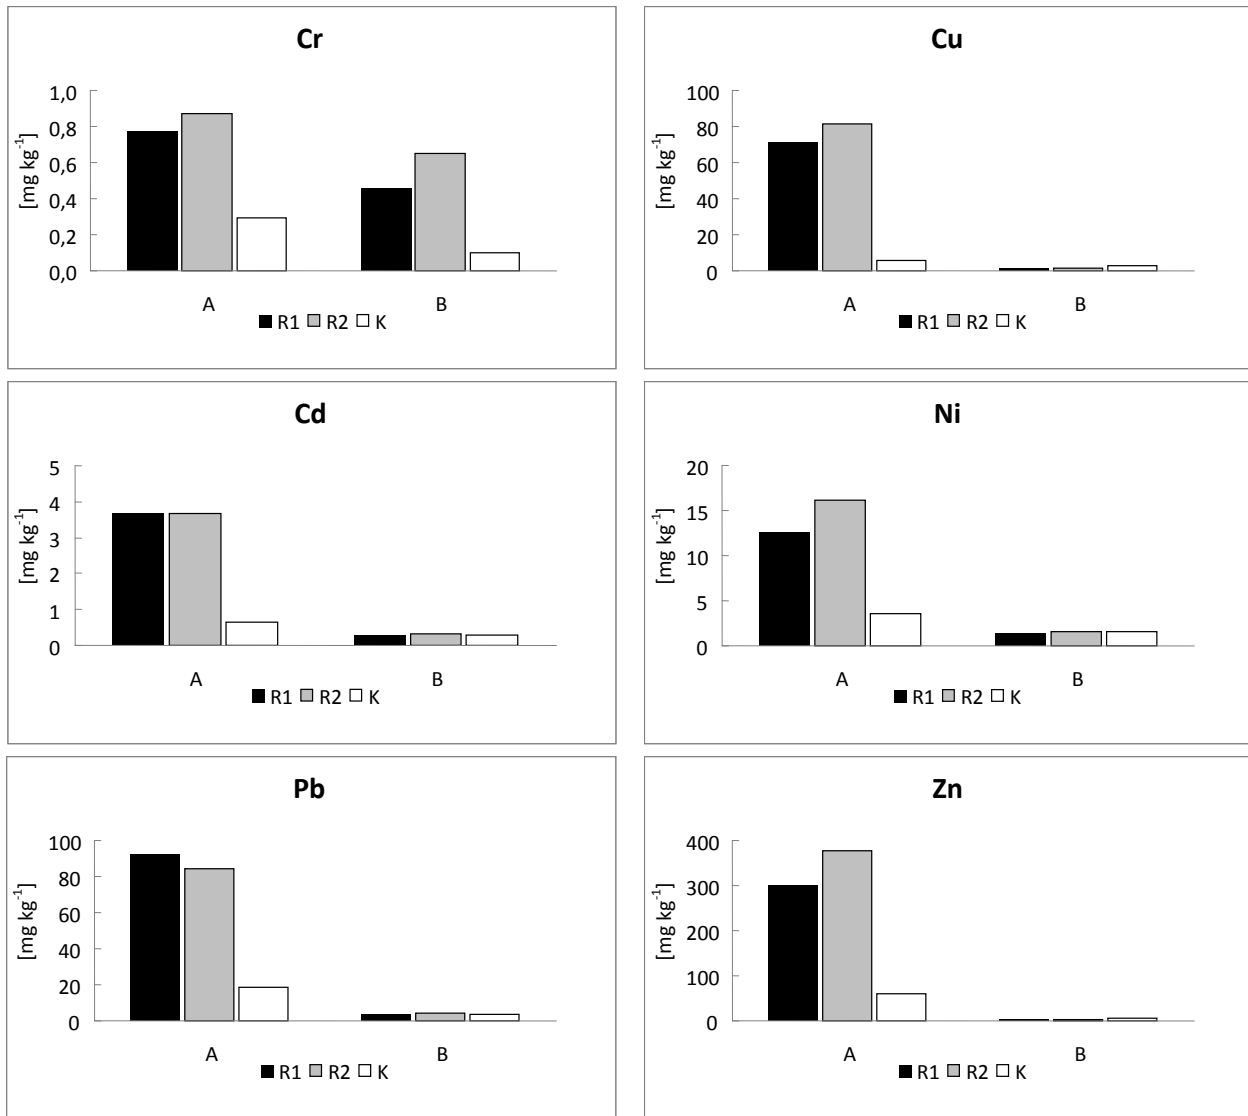 Cr
[mg kg-1]
1,0
0,8
0,6
0,4
0,2
0,0
A B
R1 R2 K
Cu
[mg kg-1]
100
80
60
40
20
0
A B
R1 R2 K
Cd
[mg kg-1]
5
4
3
2
1
0
A B
R1 R2 K
Ni
[mg kg-1]
20
15
10
5
0
A B
R1 R2 K
Pb
[mg kg-1]
100
80
60
40
20
0
A B
R1 R2 K
Zn
[mg kg-1]
400
300
200
100
0
A B
R1 R2 K